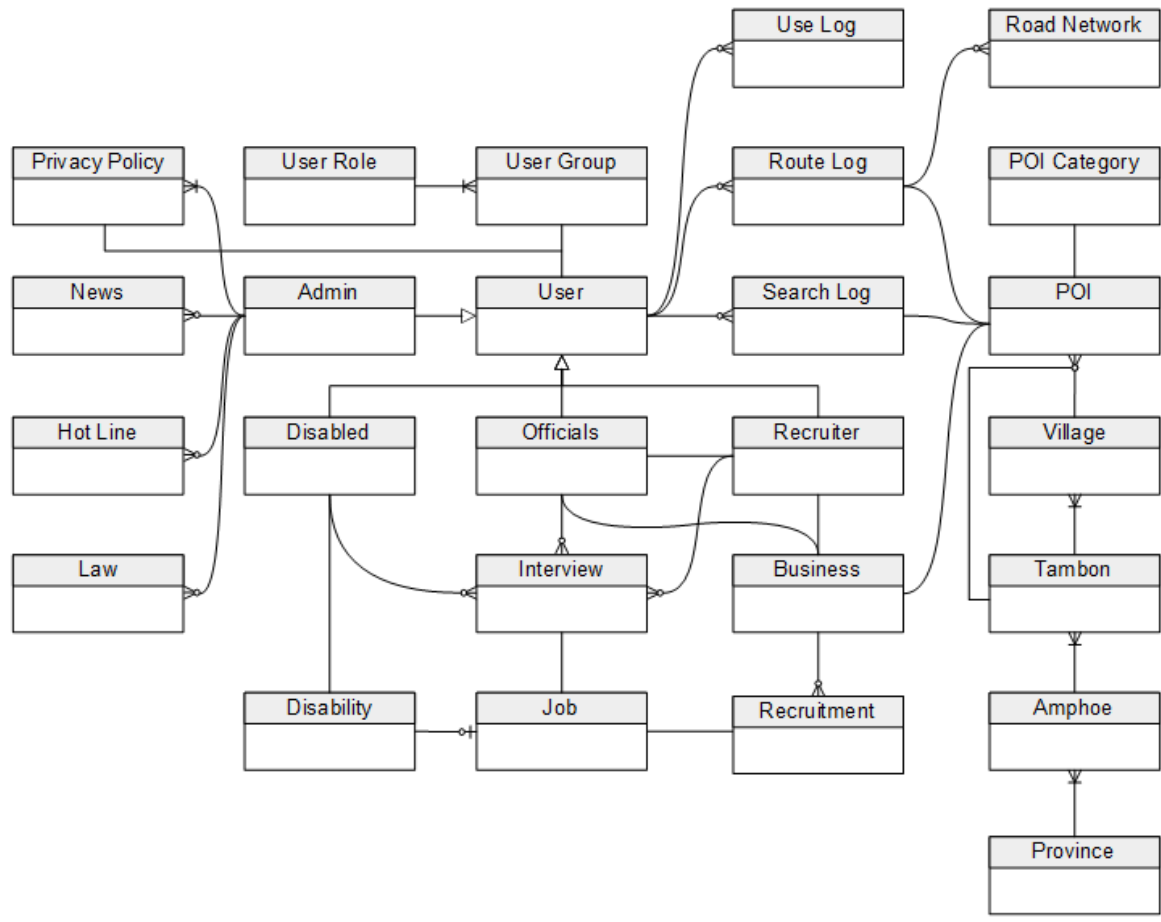 Use Log
Road Network
Privacy Policy
User Role
User Group
Route Log
POI Category
News
Admin
User
Search Log
POI
Hot Line
Disabled
Officials
Recruiter
Village
Law
Interview
Business
Tambon
Disability
Job
Recruitment
Amphoe
Province